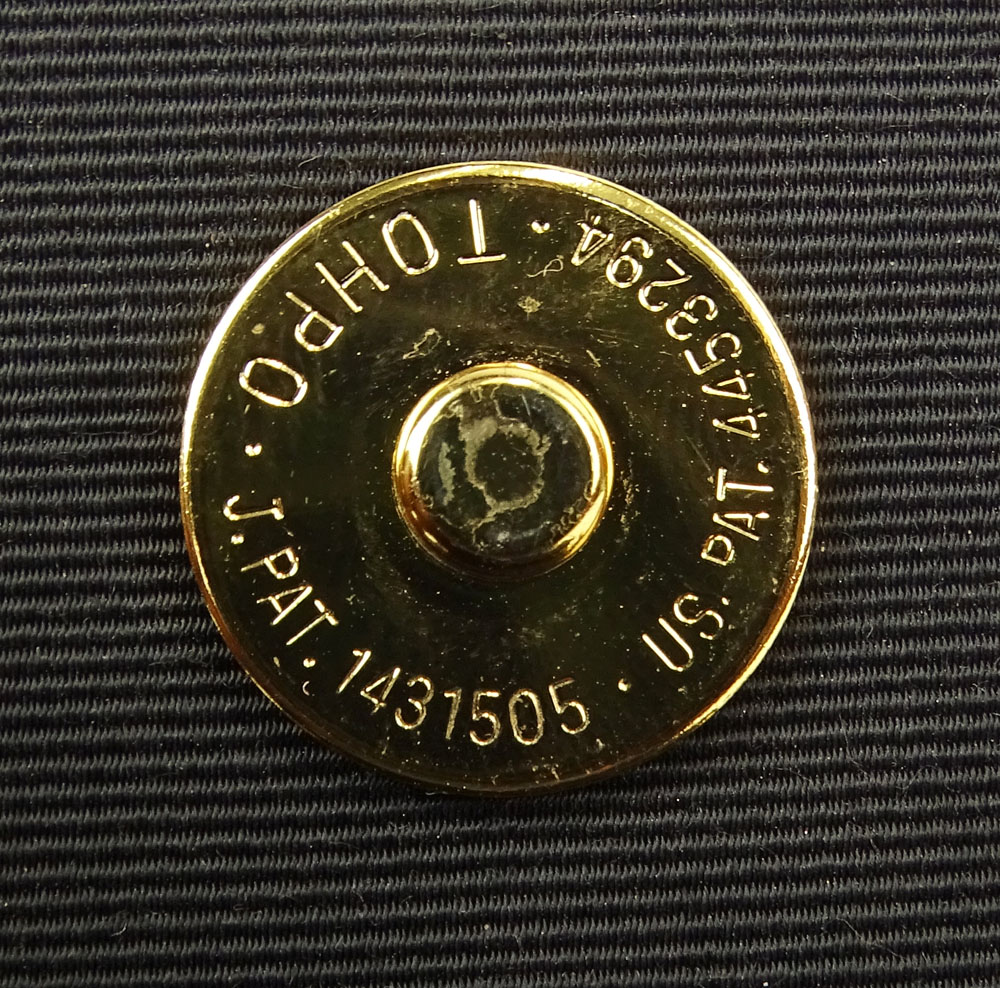 TOHPO · J. PAT. 1431505 · US. PAT. 4453294 ·